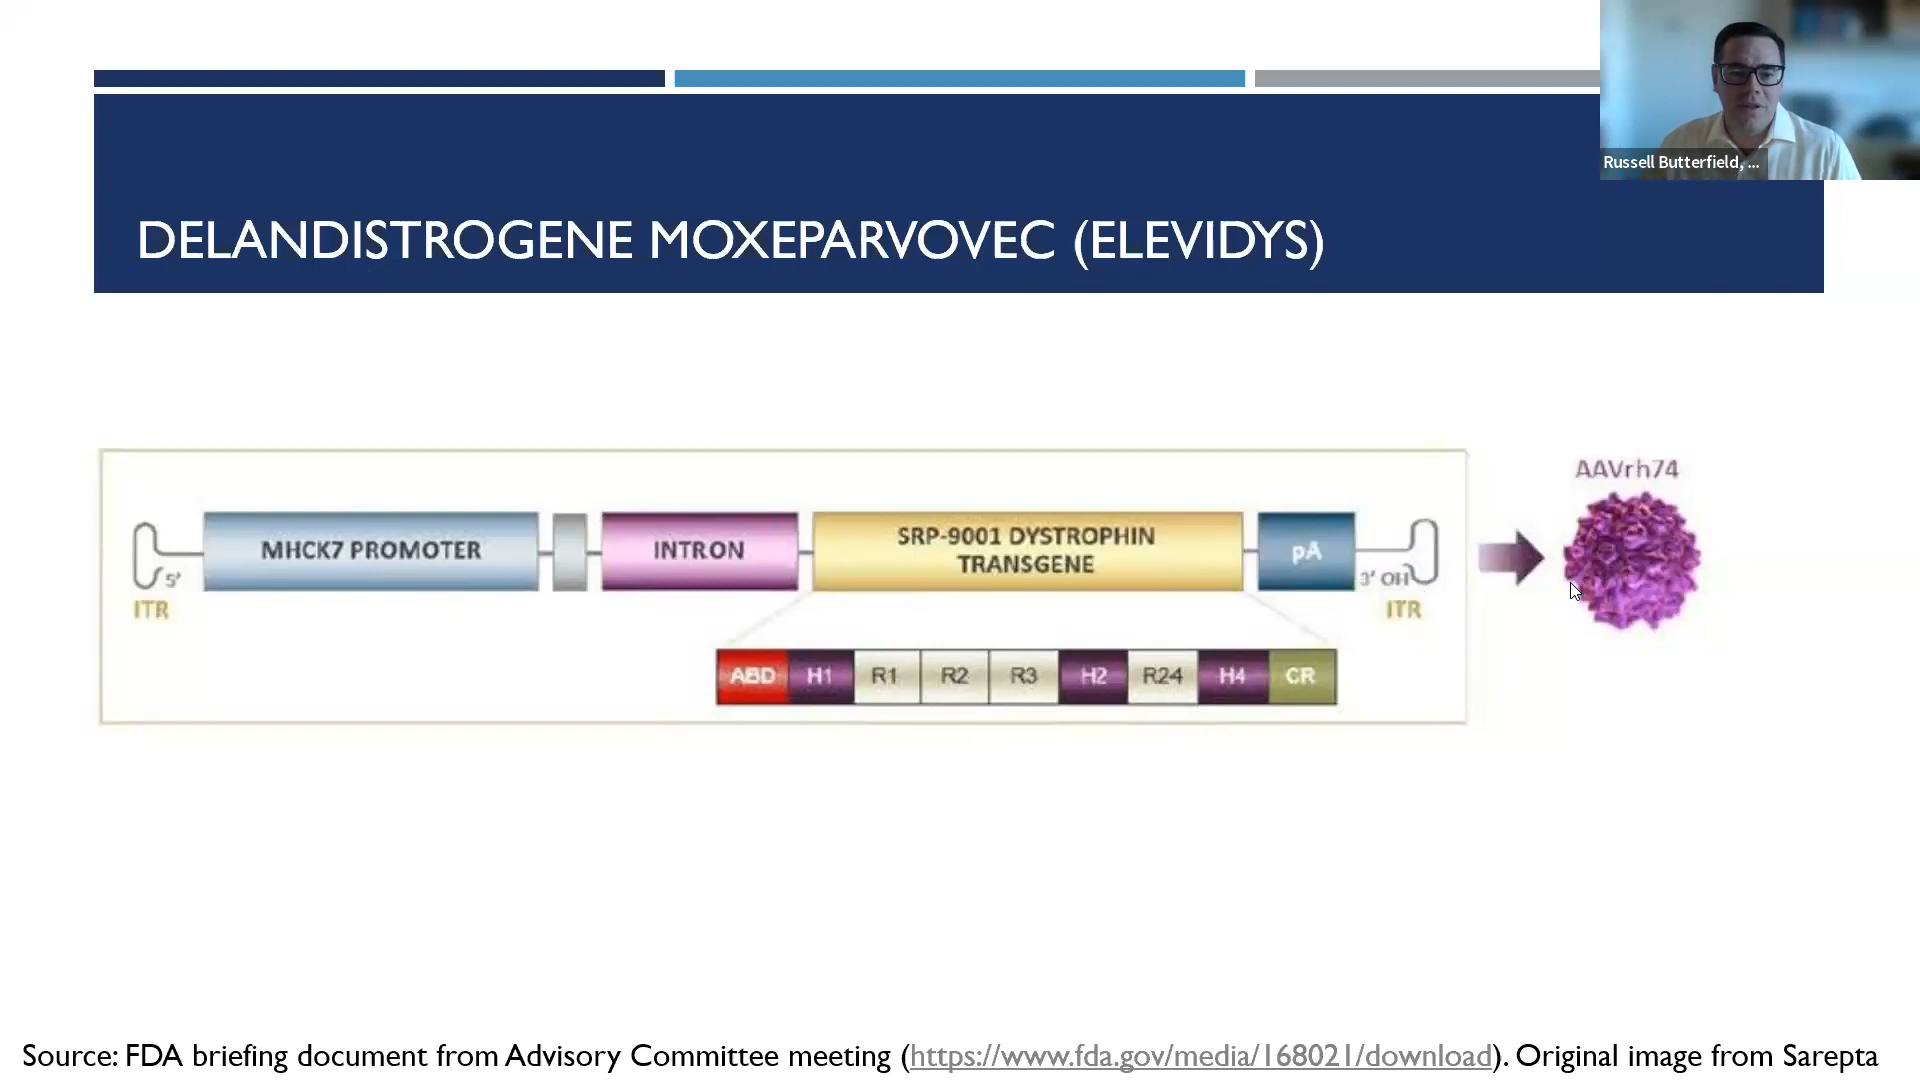 Russell Butterfield, ...
DELANDISTROGENE MOXEPARVOVEC (ELEVIDYS)
AAVrh74
MHCK7 PROMOTER
INTRON
SRP-9001 DYSTROPHIN
TRANSGENE
pA
5'
3' OH
ITR
ITR
ABD H1 R1 R2 R3 H2 R24 H4 CR
Source: FDA briefing document from Advisory Committee meeting (https://www.fda.gov/media/168021/download). Original image from Sarepta